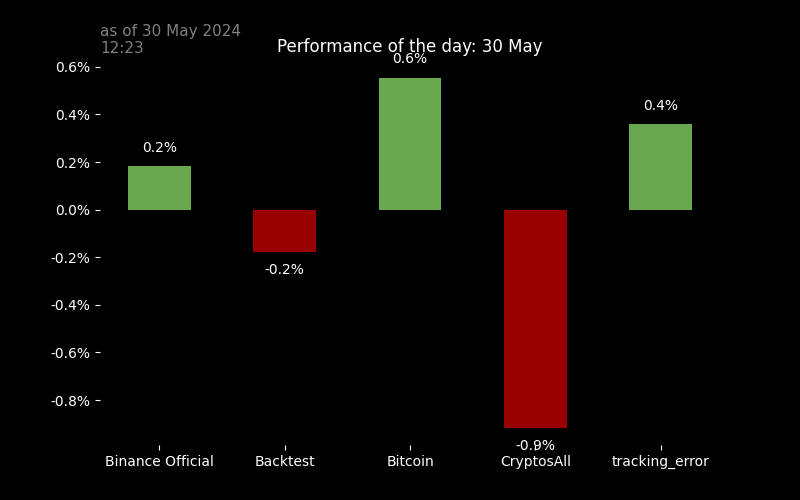 as of 30 May 2024
12:23
Performance of the day: 30 May
0.6%
0.4%
0.2%
0.0%
-0.2%
-0.4%
-0.6%
-0.8%
0.2%
-0.2%
0.6%
-0.9%
0.4%
Binance Official
Backtest
Bitcoin
CryptosAll
tracking_error